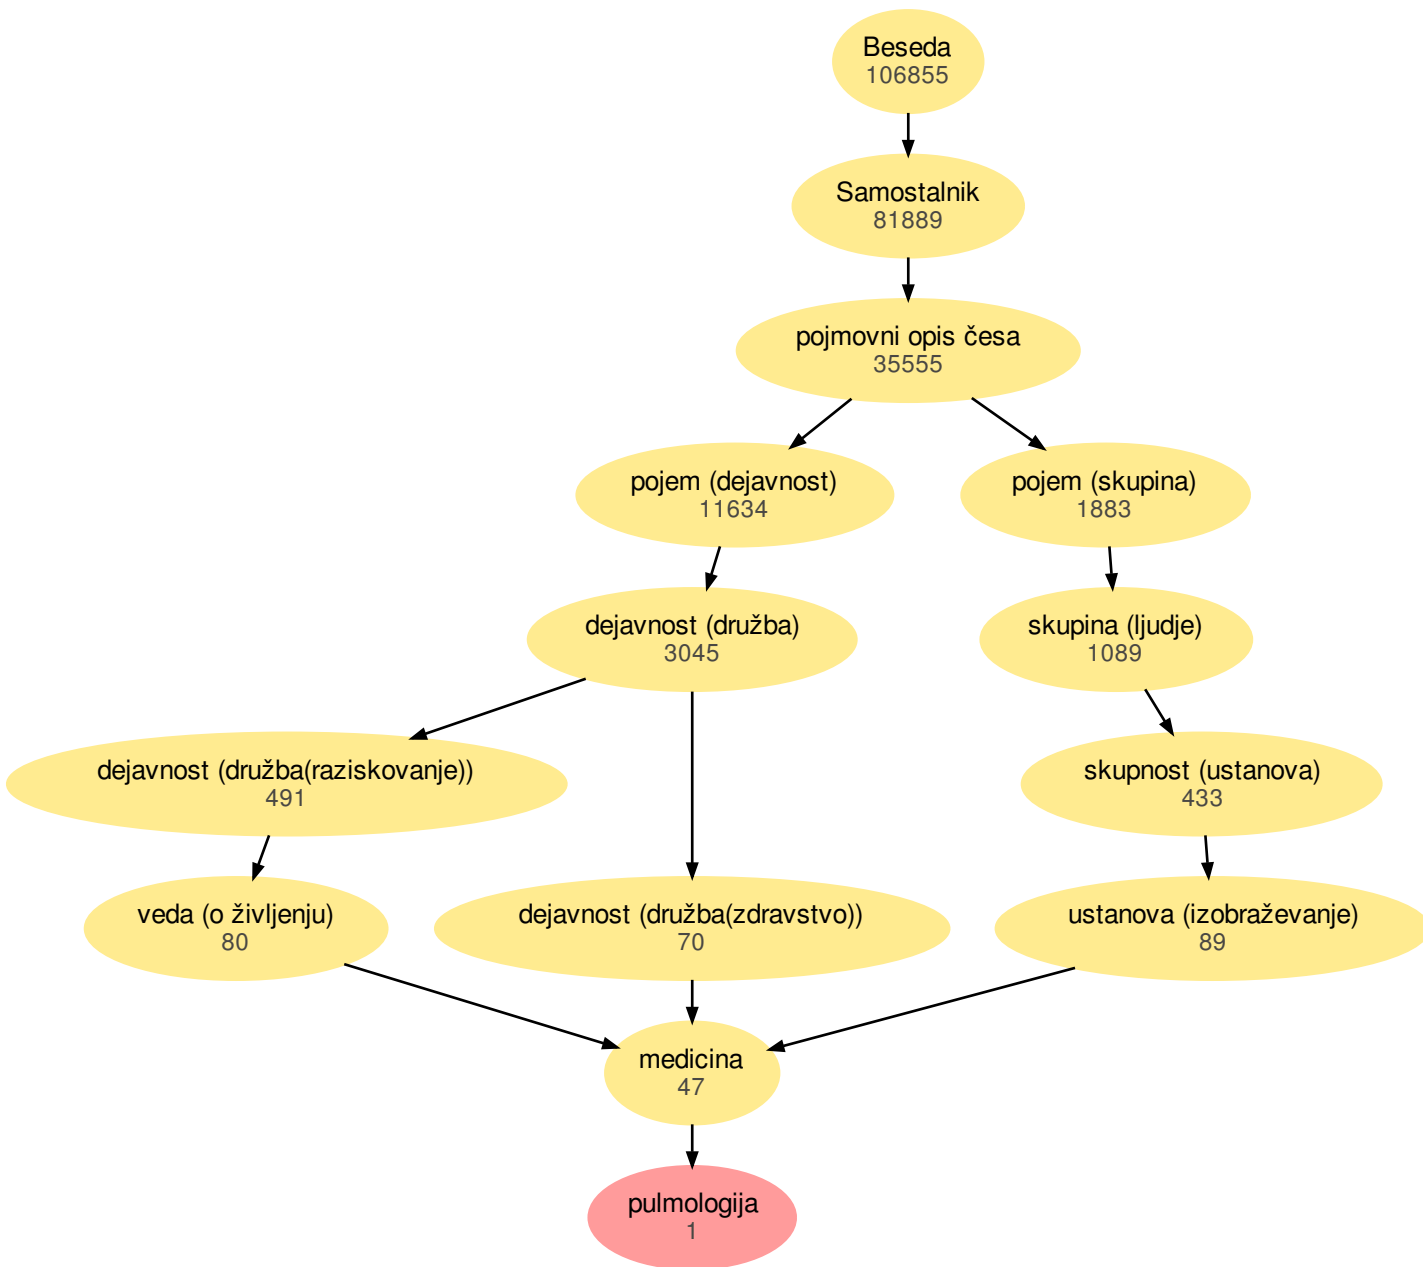 Beseda
106855
Samostalnik
81889
pojmovni opis česa
35555
pojem (dejavnost)
11634
pojem (skupina)
1883
dejavnost (družba)
3045
skupina (ljudje)
1089
dejavnost (družba(raziskovanje))
491
skupnost (ustanova)
433
veda (o življenju)
80
dejavnost (družba(zdravstvo))
70
ustanova (izobraževanje)
89
medicina
47
pulmologija
1